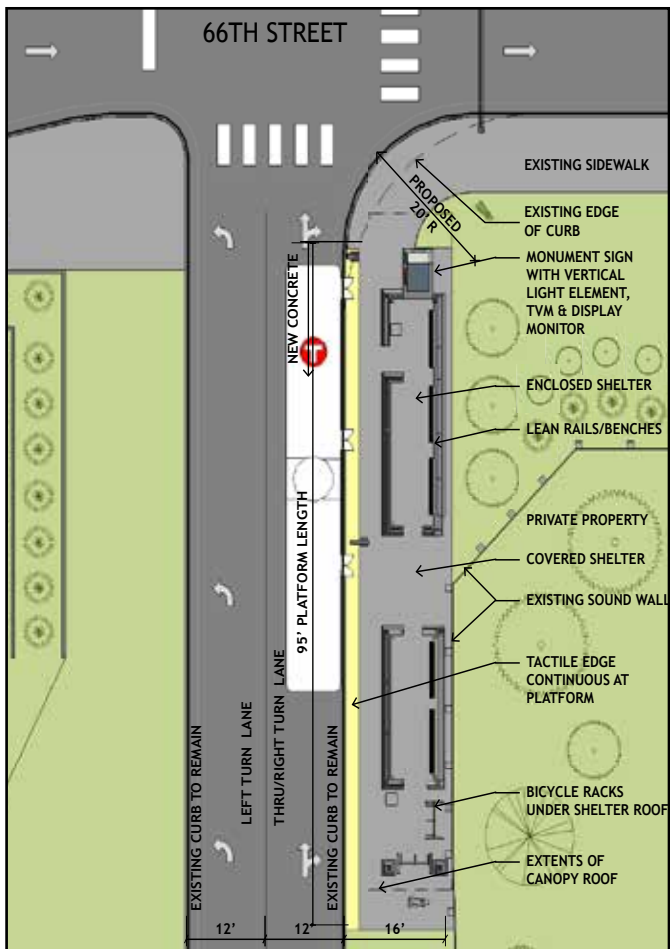 66TH STREET
EXISTING SIDEWALK
PROPOSED
20' R
EXISTING EDGE
OF CURB
MONUMENT SIGN
WITH VERTICAL
LIGHT ELEMENT,
TVM & DISPLAY
MONITOR
NEW CONCRETE
T
ENCLOSED SHELTER
LEAN RAILS/BENCHES
PRIVATE PROPERTY
COVERED SHELTER
EXISTING SOUND WALL
95' PLATFORM LENGTH
TACTILE EDGE
CONTINUOUS AT
PLATFORM
EXISTING CURB TO REMAIN
LEFT TURN LANE
THRU/RIGHT TURN LANE
EXISTING CURB TO REMAIN
BICYCLE RACKS
UNDER SHELTER ROOF
EXTENTS OF
CANOPY ROOF
12'
12'
16'